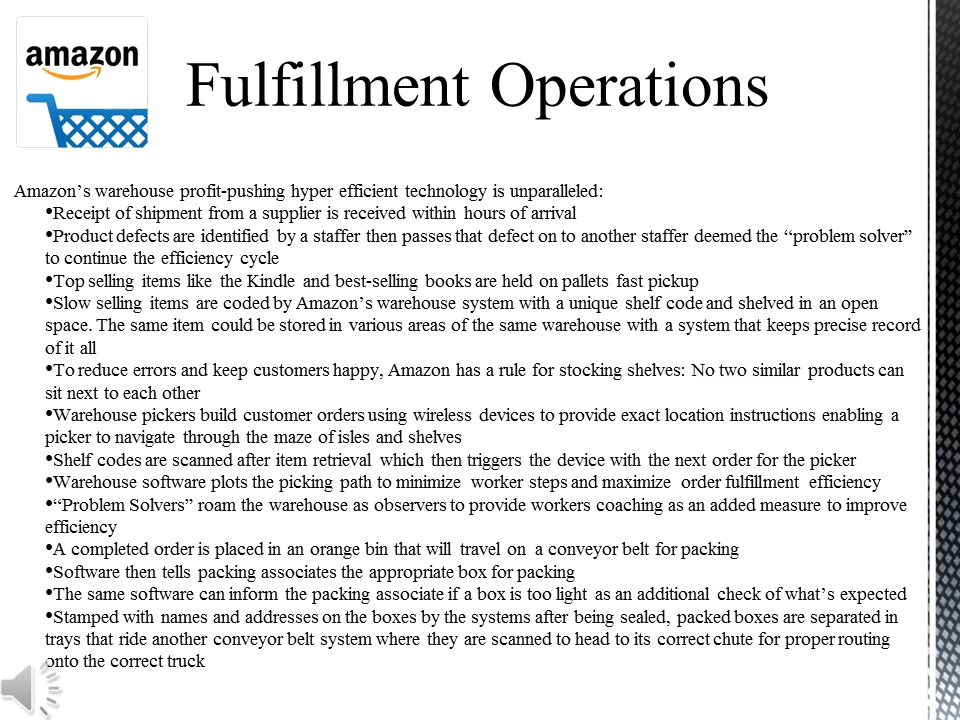 amazon
Fulfillment Operations
Amazon’s warehouse profit-pushing hyper efficient technology is unparalleled:
•Receipt of shipment from a supplier is received within hours of arrival
•Product defects are identified by a staffer then passes that defect on to another staffer deemed the “problem solver”
to continue the efficiency cycle
•Top selling items like the Kindle and best-selling books are held on pallets fast pickup
•Slow selling items are coded by Amazon’s warehouse system with a unique shelf code and shelved in an open
space. The same item could be stored in various areas of the same warehouse with a system that keeps precise record
of it all
•To reduce errors and keep customers happy, Amazon has a rule for stocking shelves: No two similar products can
sit next to each other
•Warehouse pickers build customer orders using wireless devices to provide exact location instructions enabling a
picker to navigate through the maze of isles and shelves
•Shelf codes are scanned after item retrieval which then triggers the device with the next order for the picker
•Warehouse software plots the picking path to minimize worker steps and maximize order fulfillment efficiency
•“Problem Solvers” roam the warehouse as observers to provide workers coaching as an added measure to improve
efficiency
•A completed order is placed in an orange bin that will travel on a conveyor belt for packing
•Software then tells packing associates the appropriate box for packing
•The same software can inform the packing associate if a box is too light as an additional check of what’s expected
•Stamped with names and addresses on the boxes by the systems after being sealed, packed boxes are separated in
trays that ride another conveyor belt system where they are scanned to head to its correct chute for proper routing
onto the correct truck